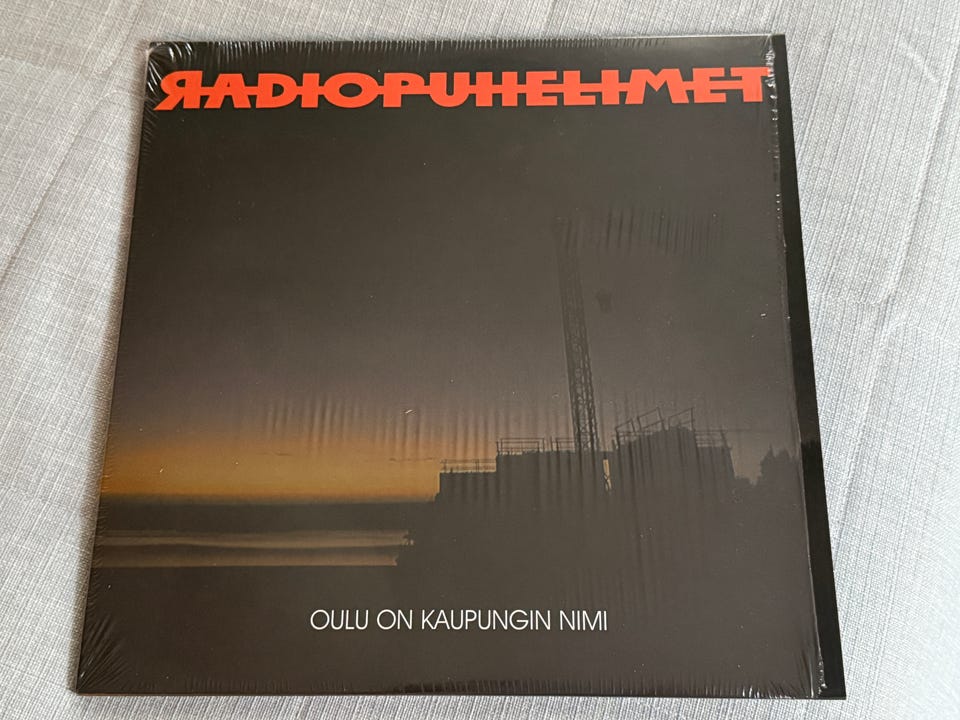 RADIOPUHELIMET
OULU ON KAUPUNGIN NIMI